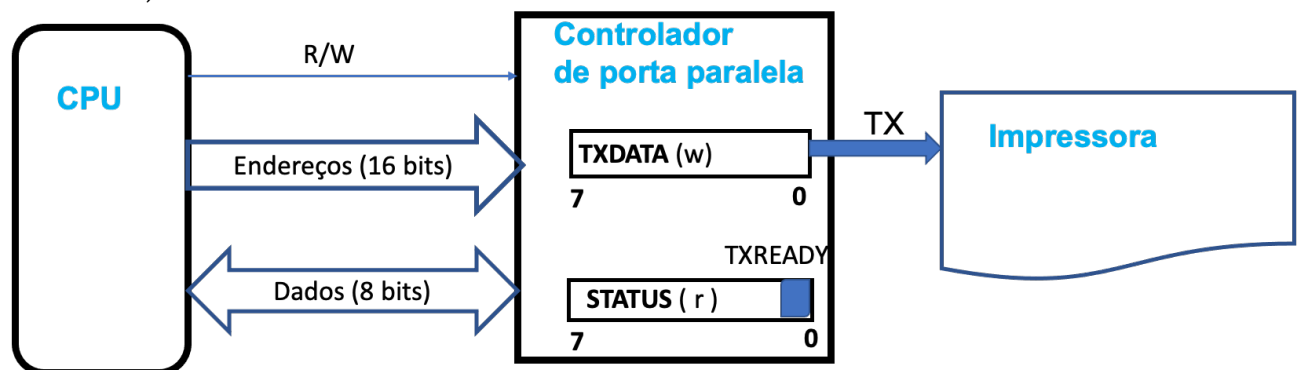 R/W
CPU
Controlador
de porta paralela
TX
Impressora
Endereços (16 bits)
TXDATA (w)
7 0
TXREADY
Dados (8 bits)
STATUS ( r )
7 0